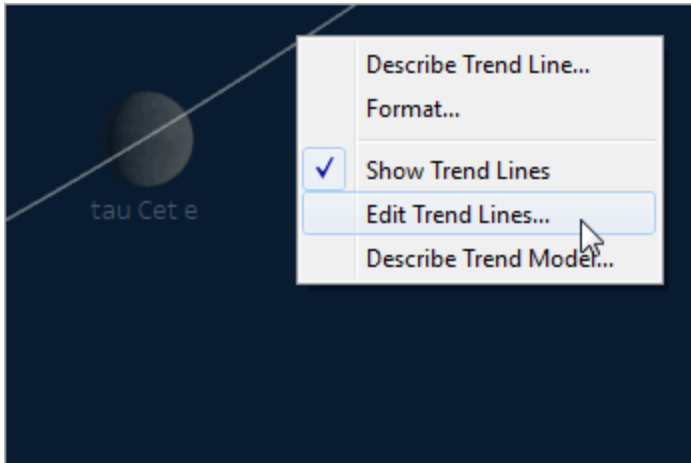 Describe Trend Line...
Format...
Show Trend Lines
tau Cet e
Edit Trend Lines...
Describe Trend Model...